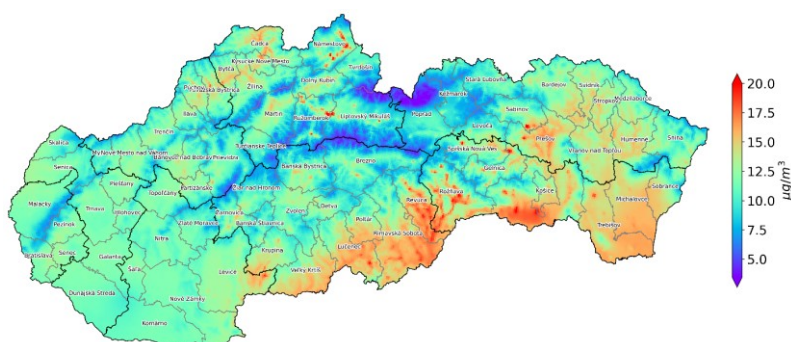 Čadca
Námestovo
Kysucké Nové Mesto
Tvrdošín
Bytča
Stará Ľubovňa
Dolný Kubín
Svidník
Bardejov
Kežmarok
Púchov
Považská Bystrica
Žilina
Stropkov
Medzilaborce
Sabinov
Ilava
Martin
Ružomberok
Liptovský Mikuláš
Poprad
Levoča
Trenčín
Prešov
Humenné
Snina
Skalica
Turčianske Teplice
Spišská Nová Ves
Vranov nad Topľou
Nové Mesto nad Váhom
Bánovce nad Bebravou
Prievidza
Banská Bystrica
Brezno
Senica
Gelnica
Sobrance
Piešťany
Topoľčany
Partizánske
Žiar nad Hronom
Rožňava
Košice
Revúca
Detva
Michalovce
Malacky
Trnava
Hlohovec
Zlaté Moravce
Žarnovica
Zvolen
Banská Štiavnica
Poltár
Pezinok
Nitra
Rimavská Sobota
Trebišov
Krupina
Lučenec
Bratislava
Senec
Galanta
Šaľa
Levice
Veľký Krtíš
Dunajská Streda
Nové Zámky
Komárno
20.0
17.5
15.0
12.5
10.0
7.5
5.0
µg/m³